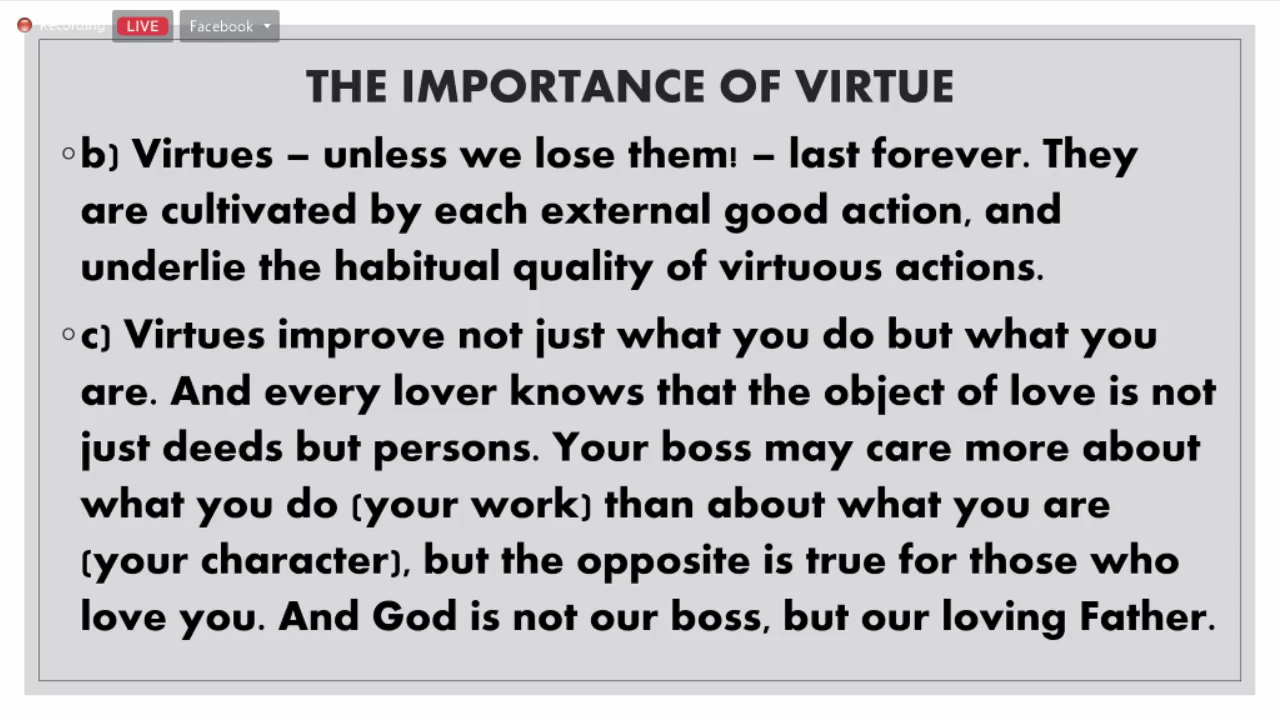 Recording LIVE Facebook
THE IMPORTANCE OF VIRTUE
◦b) Virtues – unless we lose them! – last forever. They
are cultivated by each external good action, and
underlie the habitual quality of virtuous actions.
◦c) Virtues improve not just what you do but what you
are. And every lover knows that the object of love is not
just deeds but persons. Your boss may care more about
what you do (your work) than about what you are
(your character), but the opposite is true for those who
love you. And God is not our boss, but our loving Father.